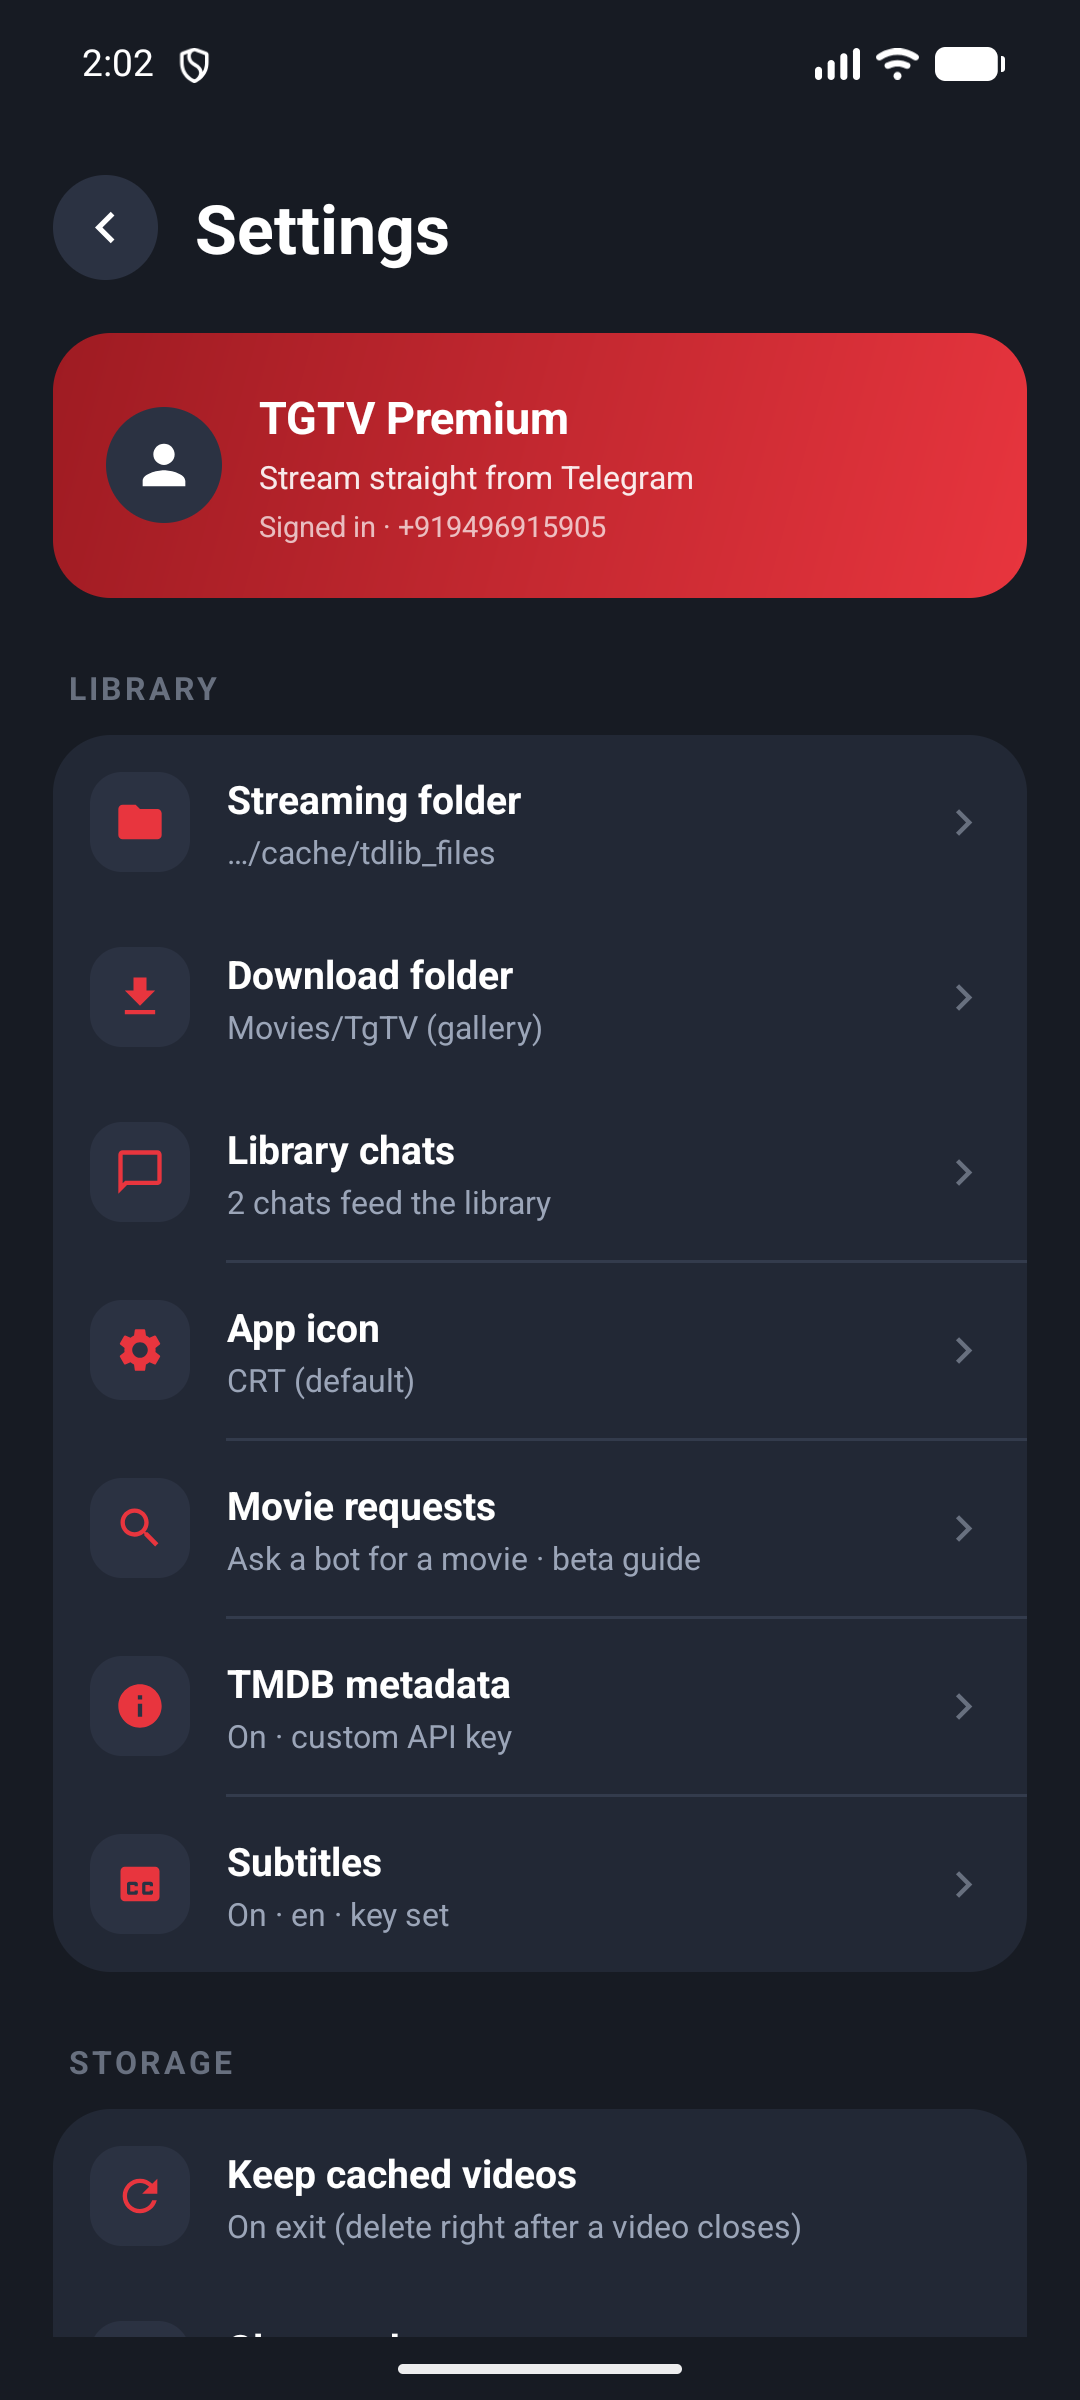 2:02
Settings
TGTV Premium
Stream straight from Telegram
Signed in · +919496915905
LIBRARY
Streaming folder
.../cache/tdlib_files
Download folder
Movies/TgTV (gallery)
Library chats
2 chats feed the library
App icon
CRT (default)
Movie requests
Ask a bot for a movie · beta guide
TMDB metadata
On · custom API key
Subtitles
On · en · key set
STORAGE
Keep cached videos
On exit (delete right after a video closes)